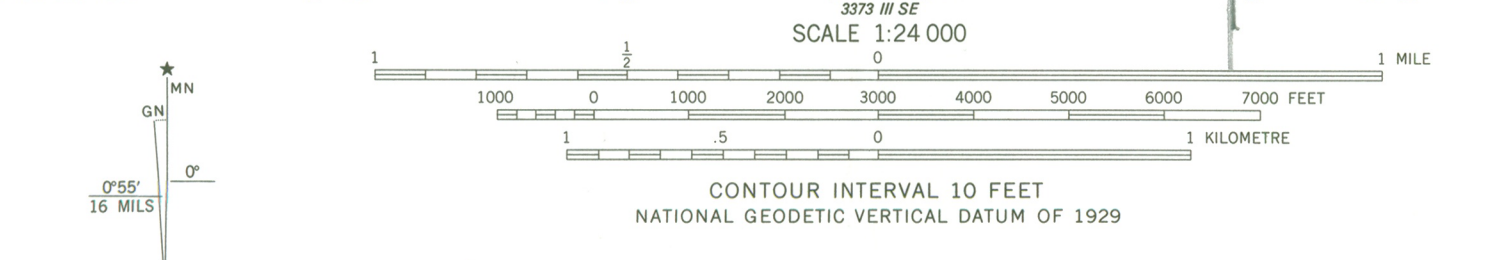 3373 III SE
SCALE 1:24 000
1 ½ 0 1 MILE
1000 0 1000 2000 3000 4000 5000 6000 7000 FEET
1 .5 0 1 KILOMETRE
CONTOUR INTERVAL 10 FEET
NATIONAL GEODETIC VERTICAL DATUM OF 1929
★
MN
GN
0°
0°55′
16 MILS